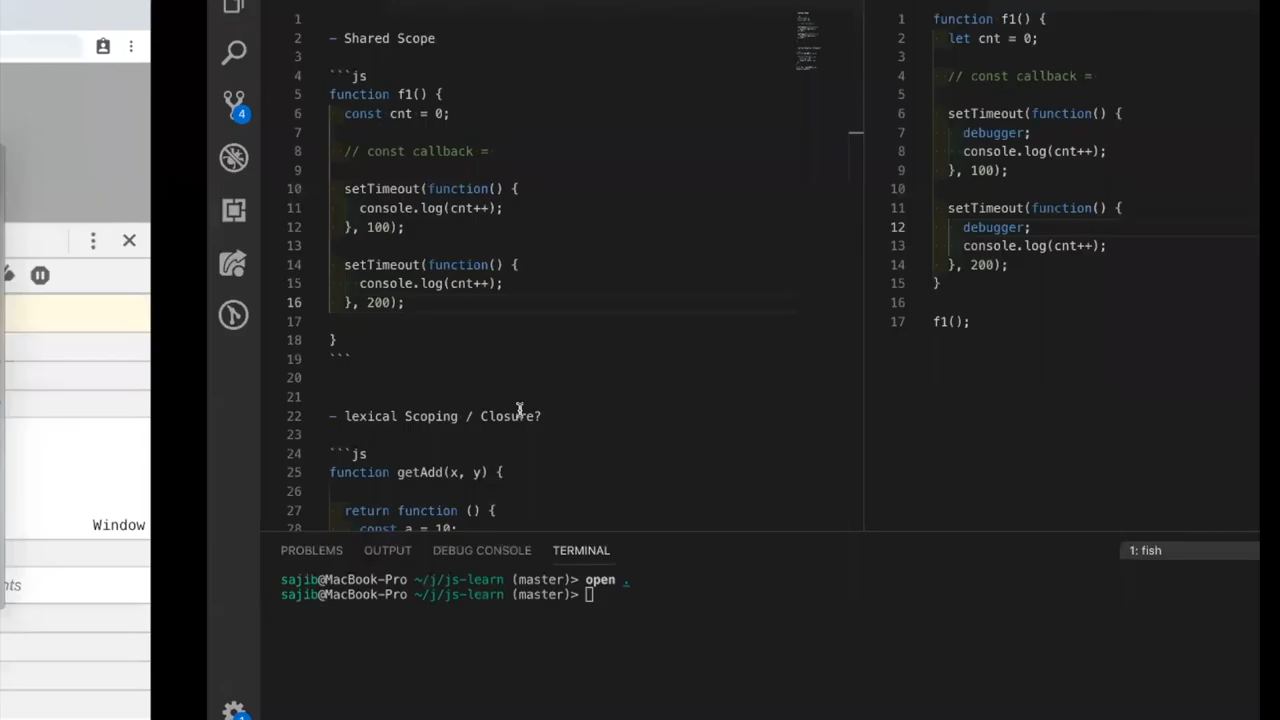 4
1
2 - Shared Scope
3
4 ```js
5 function f1() {
6 const cnt = 0;
7
8 // const callback =
9
10 setTimeout(function() {
11 console.log(cnt++);
12 }, 100);
13
14 setTimeout(function() {
15 console.log(cnt++);
16 }, 200);
17
18 }
19 ```
20
21
22 - lexical Scoping / Closure?
23
24 ```js
25 function getAdd(x, y) {
26
27 return function () {
28 const a = 10;
1 function f1() {
2 let cnt = 0;
3
4 // const callback =
5
6 setTimeout(function() {
7 debugger;
8 console.log(cnt++);
9 }, 100);
10
11 setTimeout(function() {
12 debugger;
13 console.log(cnt++);
14 }, 200);
15 }
16
17 f1();
Window
PROBLEMS OUTPUT DEBUG CONSOLE TERMINAL 1: fish
sajib@MacBook-Pro ~/j/js-learn (master)> open .
sajib@MacBook-Pro ~/j/js-learn (master)>